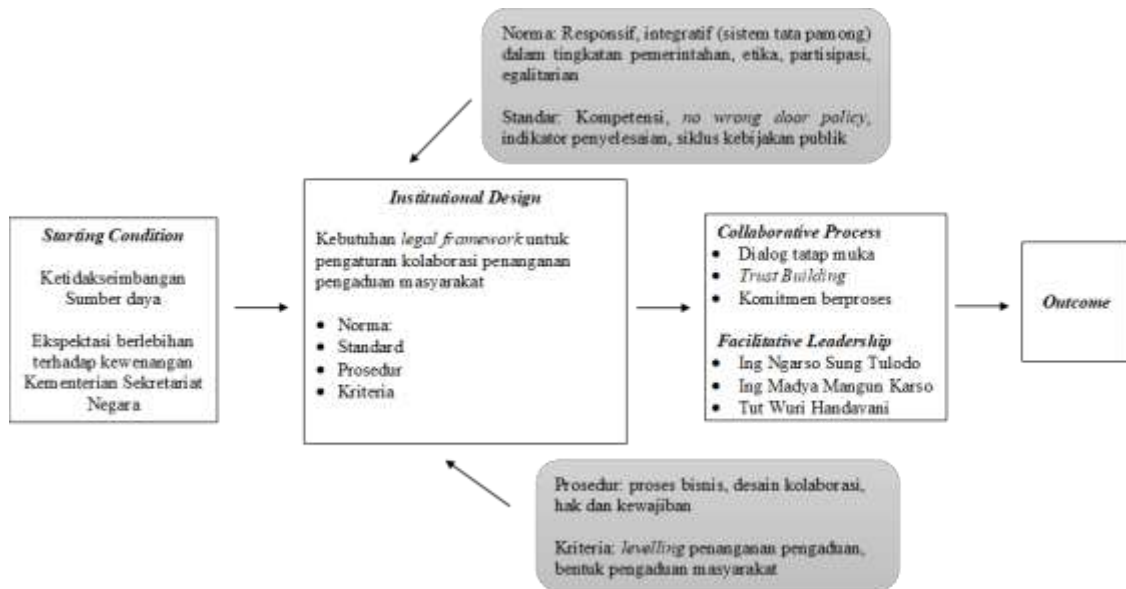 Norma: Responsif, integratif (sistem tata pamong)
dalam tingkatan pemerintahan, etika, partisipasi,
egalitarian
Standar: Kompetensi, no wrong door policy,
indikator penyelesaian, siklus kebijakan publik
Starting Condition
Ketidakseimbangan
Sumber daya
Ekspektasi berlebihan
terhadap kewenangan
Kementerian Sekretariat
Negara
Institutional Design
Kebutuhan legal framework untuk
pengaturan kolaborasi penanganan
pengaduan masyarakat
• Norma:
• Standard
• Prosedur
• Kriteria
Collaborative Process
• Dialog tatap muka
• Trust Building
• Komitmen berproses
Facilitative Leadership
• Ing Ngarso Sung Tulodo
• Ing Madya Mangun Karso
• Tut Wuri Handayani
Outcome
Prosedur: proses bisnis, desain kolaborasi,
hak dan kewajiban
Kriteria: levelling penanganan pengaduan,
bentuk pengaduan masyarakat